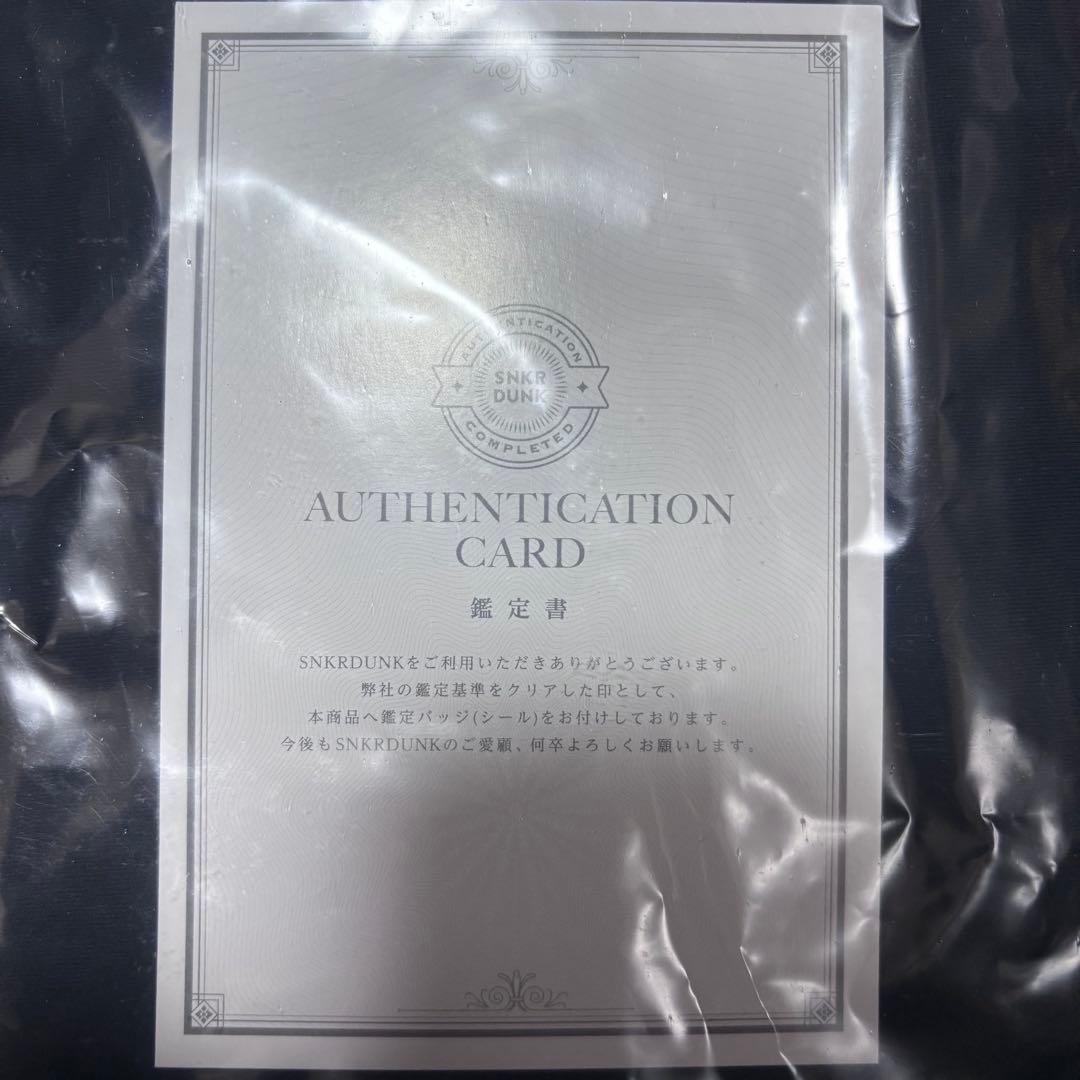 AUTHENTICATION
SNKR
DUNK
COMPLETED
AUTHENTICATION
CARD
鑑定書
SNKRDUNKをご利用いただきありがとうございます。
弊社の鑑定基準をクリアした印として、
本商品へ鑑定バッジ(シール)をお付けしております。
今後もSNKRDUNKのご愛顧、何卒よろしくお願いします。